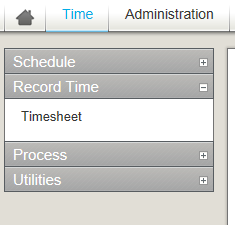 Time Administration
Schedule
Record Time
Timesheet
Process
Utilities